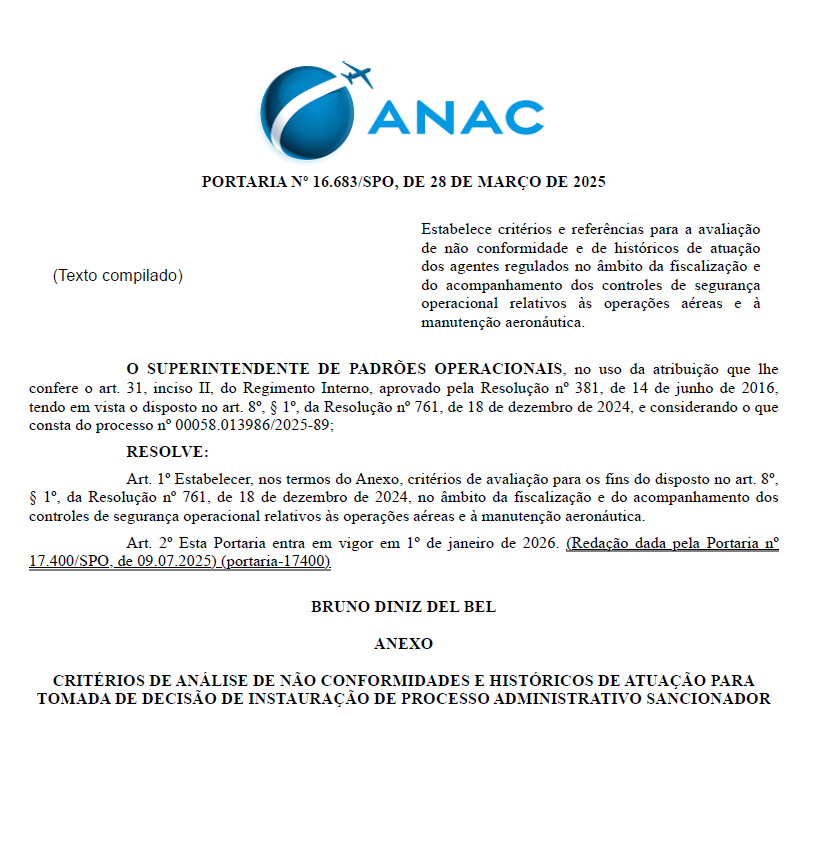 ANAC
PORTARIA Nº 16.683/SPO, DE 28 DE MARÇO DE 2025
Estabelece critérios e referências para a avaliação
de não conformidade e de históricos de atuação
dos agentes regulados no âmbito da fiscalização e
do acompanhamento dos controles de segurança
operacional relativos às operações aéreas e à
manutenção aeronáutica.
(Texto compilado)
O SUPERINTENDENTE DE PADRÕES OPERACIONAIS, no uso da atribuição que lhe
confere o art. 31, inciso II, do Regimento Interno, aprovado pela Resolução nº 381, de 14 de junho de 2016,
tendo em vista o disposto no art. 8º, § 1º, da Resolução nº 761, de 18 de dezembro de 2024, e considerando o que
consta do processo nº 00058.013986/2025-89;
RESOLVE:
Art. 1º Estabelecer, nos termos do Anexo, critérios de avaliação para os fins do disposto no art. 8º,
§ 1º, da Resolução nº 761, de 18 de dezembro de 2024, no âmbito da fiscalização e do acompanhamento dos
controles de segurança operacional relativos às operações aéreas e à manutenção aeronáutica.
Art. 2º Esta Portaria entra em vigor em 1º de janeiro de 2026. (Redação dada pela Portaria nº
17.400/SPO, de 09.07.2025) (portaria-17400)
BRUNO DINIZ DEL BEL
ANEXO
CRITÉRIOS DE ANÁLISE DE NÃO CONFORMIDADES E HISTÓRICOS DE ATUAÇÃO PARA
TOMADA DE DECISÃO DE INSTAURAÇÃO DE PROCESSO ADMINISTRATIVO SANCIONADOR